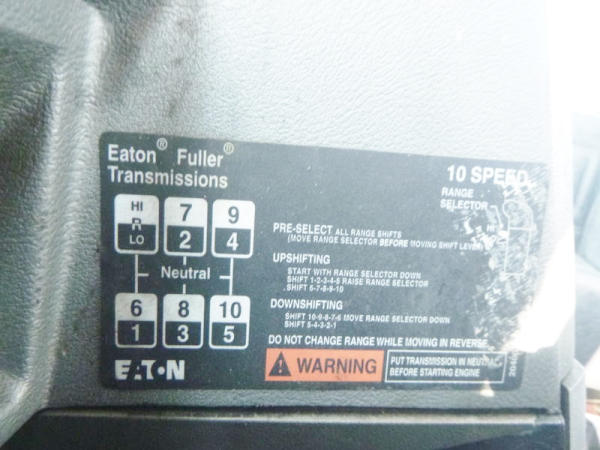 Eaton® Fuller®
Transmissions
10 SPEED
RANGE
SELECTOR
HI
R
LO
7
2
9
4
Neutral
6
1
8
3
10
5
PRE-SELECT ALL RANGE SHIFTS
(MOVE RANGE SELECTOR BEFORE MOVING SHIFT LEVER)
UPSHIFTING
START WITH RANGE SELECTOR DOWN
SHIFT 1-2-3-4-5 RAISE RANGE SELECTOR
SHIFT 6-7-8-9-10
DOWNSHIFTING
SHIFT 10-9-8-7-6 MOVE RANGE SELECTOR DOWN
SHIFT 5-4-3-2-1
DO NOT CHANGE RANGE WHILE MOVING IN REVERSE
WARNING
PUT TRANSMISSION IN NEUTRAL
BEFORE STARTING ENGINE
EATON